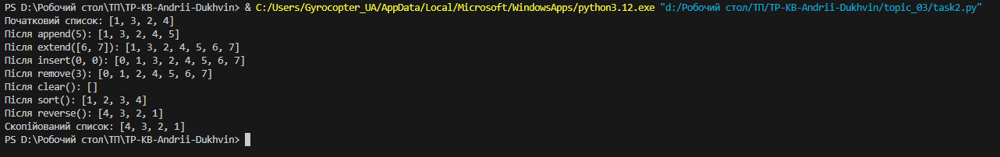 PS D:\Робочий стол\ТП\TP-KB-Andrii-Dukhvin> & C:/Users/Gyrocopter_UA/AppData/Local/Microsoft/WindowsApps/python3.12.exe "d:/Робочий стол/ТП/TP-KB-Andrii-Dukhvin/topic_03/task2.py"
Початковий список: [1, 3, 2, 4]
Після append(5): [1, 3, 2, 4, 5]
Після extend([6, 7]): [1, 3, 2, 4, 5, 6, 7]
Після insert(0, 0): [0, 1, 3, 2, 4, 5, 6, 7]
Після remove(3): [0, 1, 2, 4, 5, 6, 7]
Після clear(): []
Після sort(): [1, 2, 3, 4]
Після reverse(): [4, 3, 2, 1]
Скопійований список: [4, 3, 2, 1]
PS D:\Робочий стол\ТП\TP-KB-Andrii-Dukhvin>